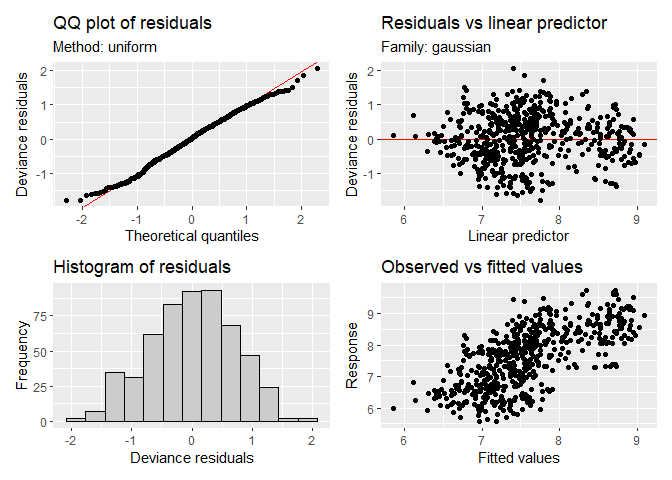 QQ plot of residuals
Method: uniform
Deviance residuals
2
1
0
-1
-2
-1
0
1
2
Theoretical quantiles
Residuals vs linear predictor
Family: gaussian
Deviance residuals
2
1
0
-1
6
7
8
9
Linear predictor
Histogram of residuals
Frequency
75
50
25
0
-2
-1
0
1
2
Deviance residuals
Observed vs fitted values
Response
9
8
7
6
6
7
8
9
Fitted values